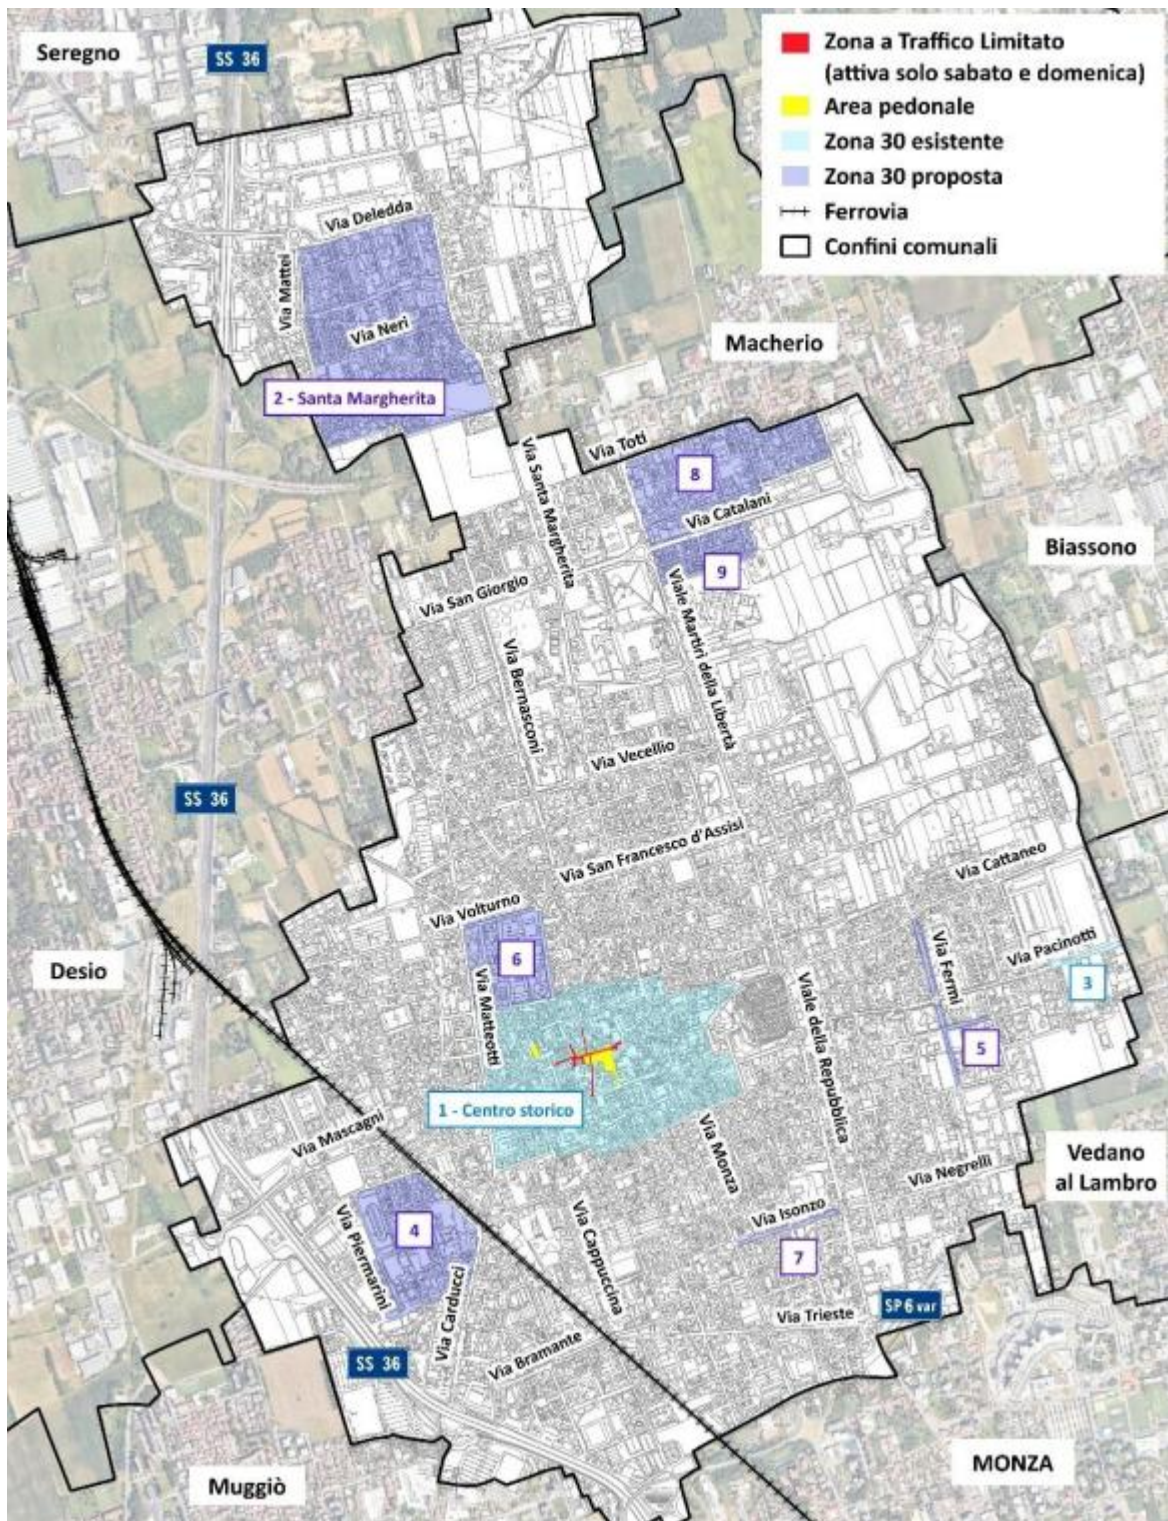 Seregno
SS 36
Zona a Traffico Limitato
(attiva solo sabato e domenica)
Area pedonale
Zona 30 esistente
Zona 30 proposta
Ferrovia
Confini comunali
Via Deledda
Via Mattei
Via Neri
Macherio
2 - Santa Margherita
Via Toti
Via Santa Margherita
8
Via Catalani
Biassono
9
Via San Giorgio
Viale Martiri della Libertà
Via Bernasconi
Via Vecellio
SS 36
Via San Francesco d'Assisi
Via Cattaneo
Via Volturno
Desio
6
Via Fermi
Via Pacinotti
3
Via Matteotti
Viale della Repubblica
5
1 - Centro storico
Via Mascagni
Via Monza
Vedano
al Lambro
Via Negrelli
Via Isonzo
4
Via Piermarini
Via Cappuccina
7
Via Carducci
SP 6 var
Via Trieste
SS 36
Via Bramante
MONZA
Muggiò